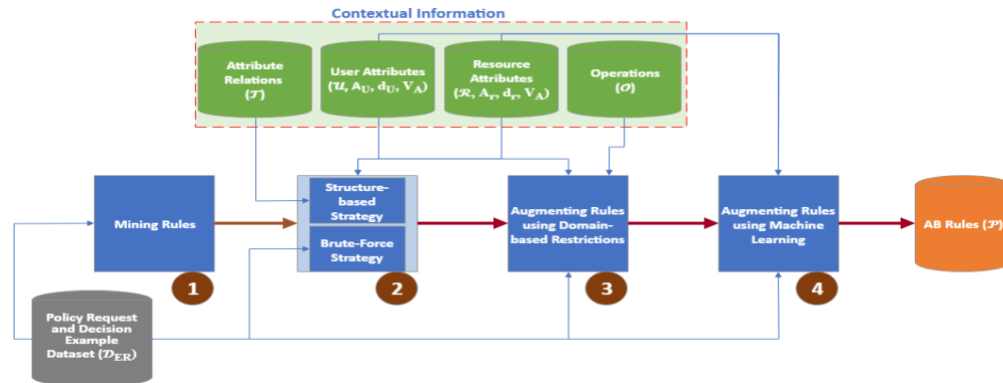 Contextual Information
Attribute
Relations
(𝒯)
User Attributes
(𝒰, A_U, d_U, V_A)
Resource
Attributes
(ℛ, A_r, d_r, V_A)
Operations
(𝒪)
Mining Rules
1
Structure-
based
Strategy
Brute-Force
Strategy
2
Augmenting Rules
using Domain-
based Restrictions
3
Augmenting Rules
using Machine
Learning
4
AB Rules (𝒫)
Policy Request
and Decision
Example
Dataset (𝒟_ER)